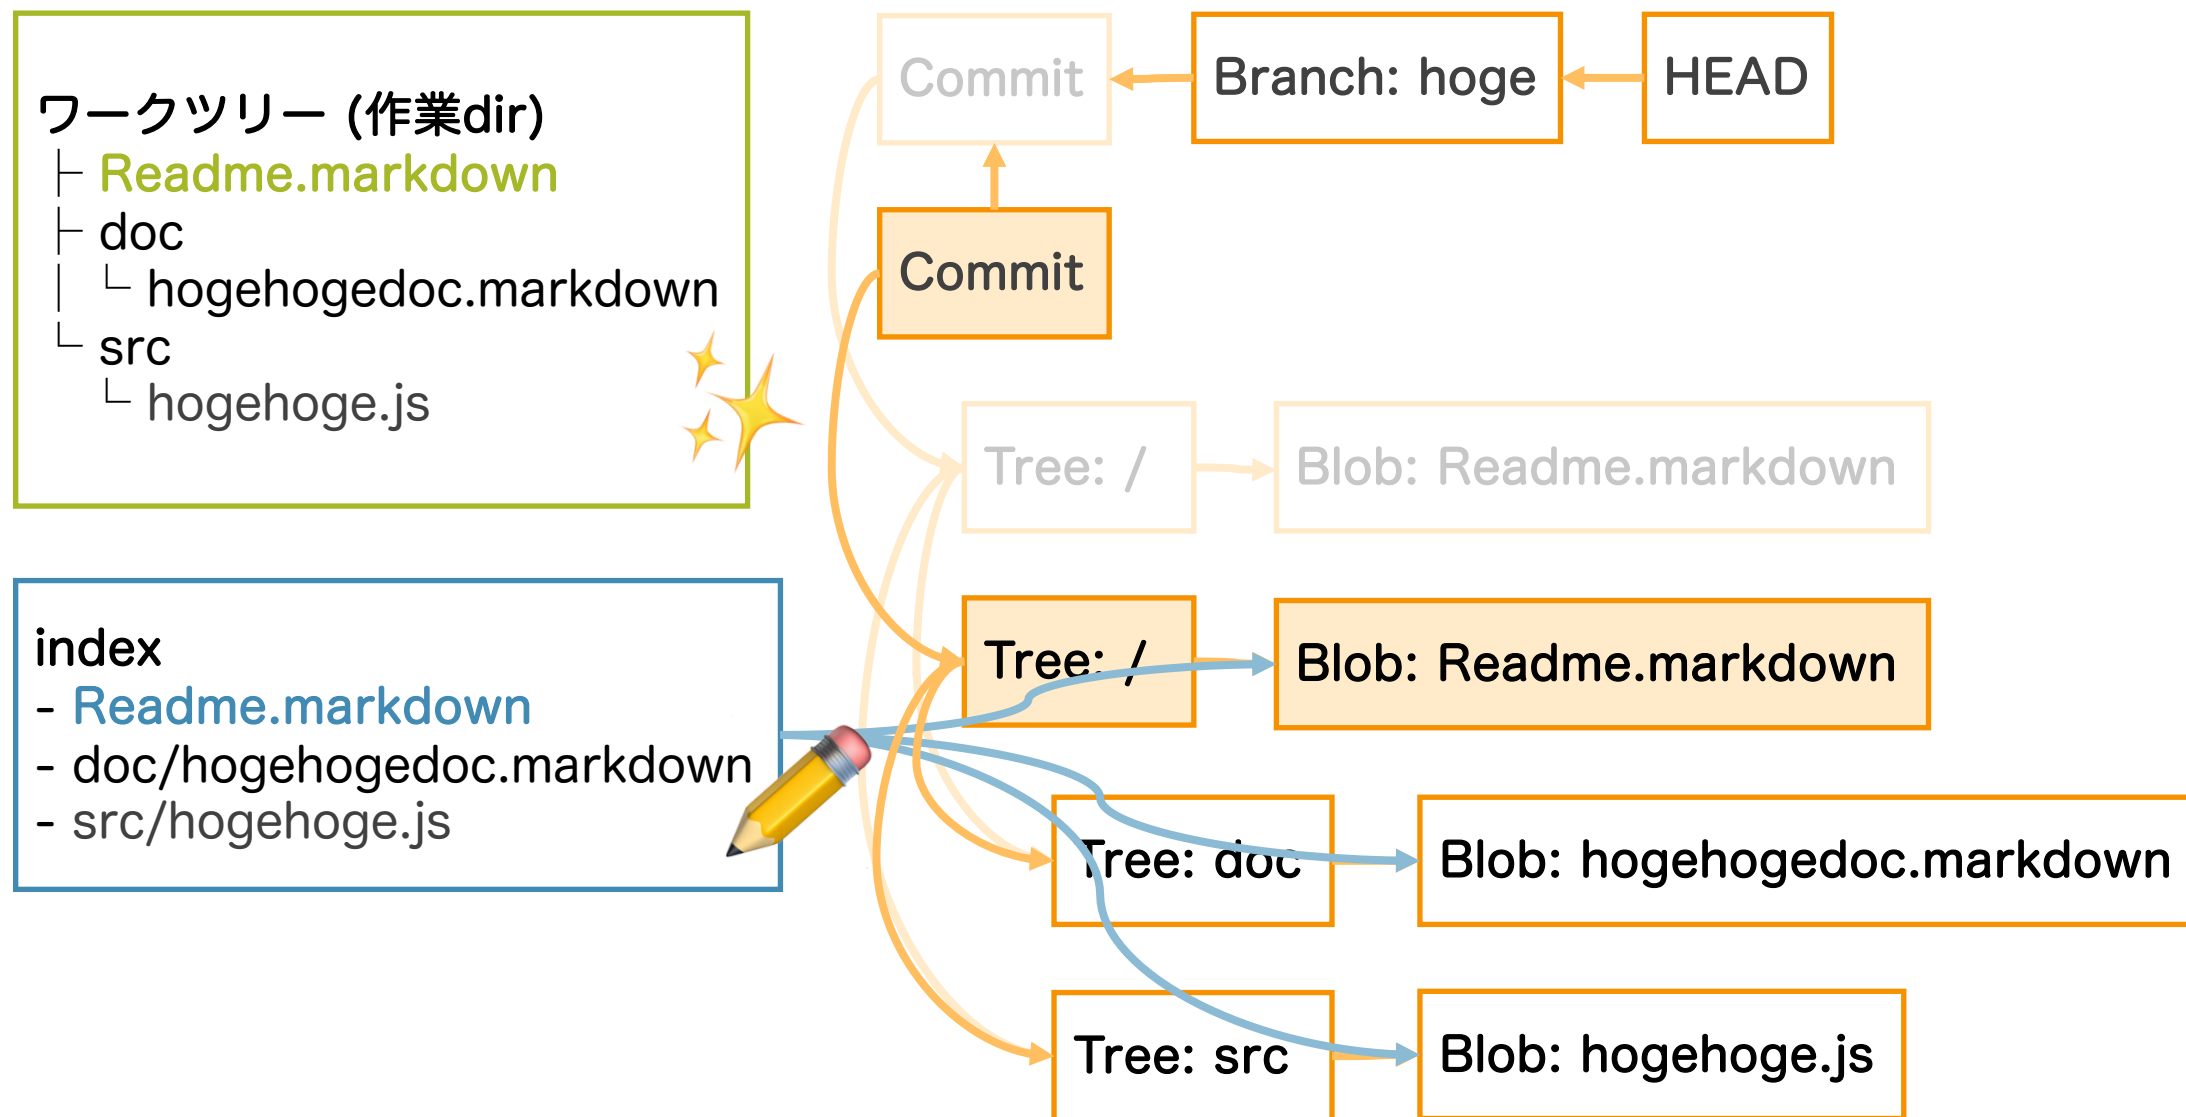 ワークツリー (作業dir)
├ Readme.markdown
├ doc
│ └ hogehogedoc.markdown
└ src
└ hogehoge.js
index
- Readme.markdown
- doc/hogehogedoc.markdown
- src/hogehoge.js
Commit
Branch: hoge
HEAD
Commit
Tree: /
Blob: Readme.markdown
Tree: /
Blob: Readme.markdown
Tree: doc
Blob: hogehogedoc.markdown
Tree: src
Blob: hogehoge.js